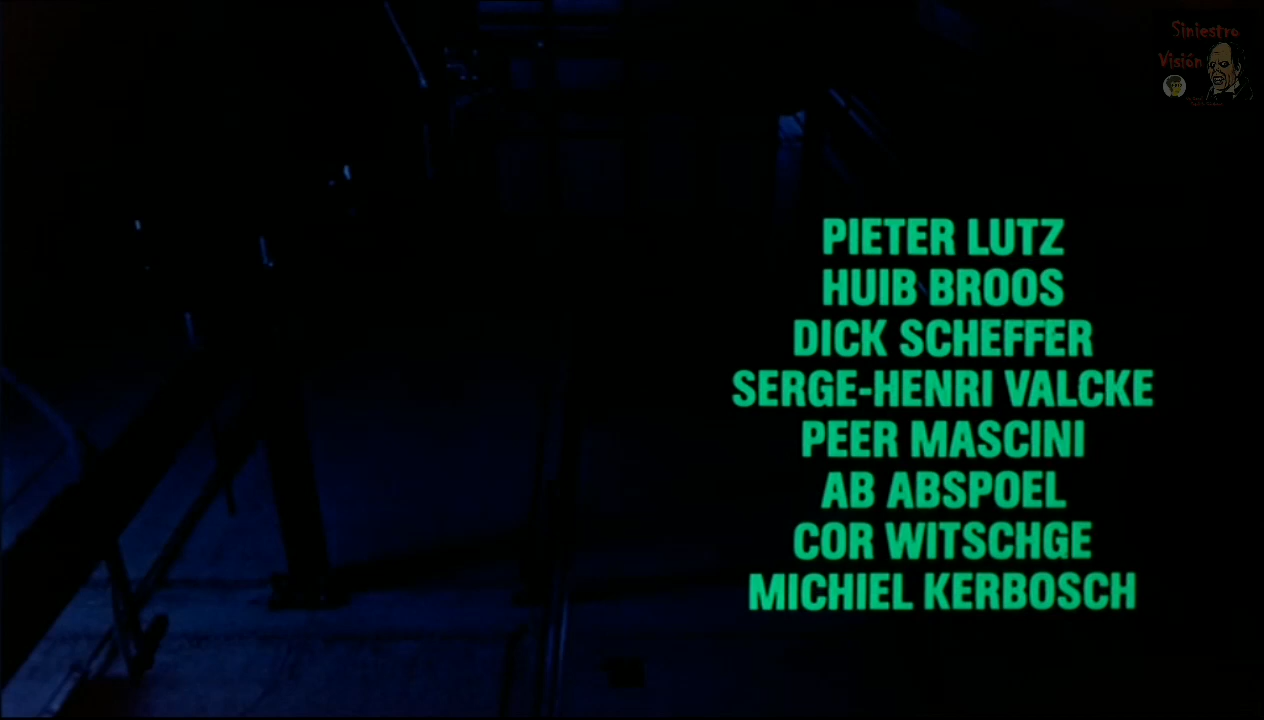 Siniestro
Visión
PIETER LUTZ
HUIB BROOS
DICK SCHEFFER
SERGE-HENRI VALCKE
PEER MASCINI
AB ABSPOEL
COR WITSCHGE
MICHIEL KERBOSCH